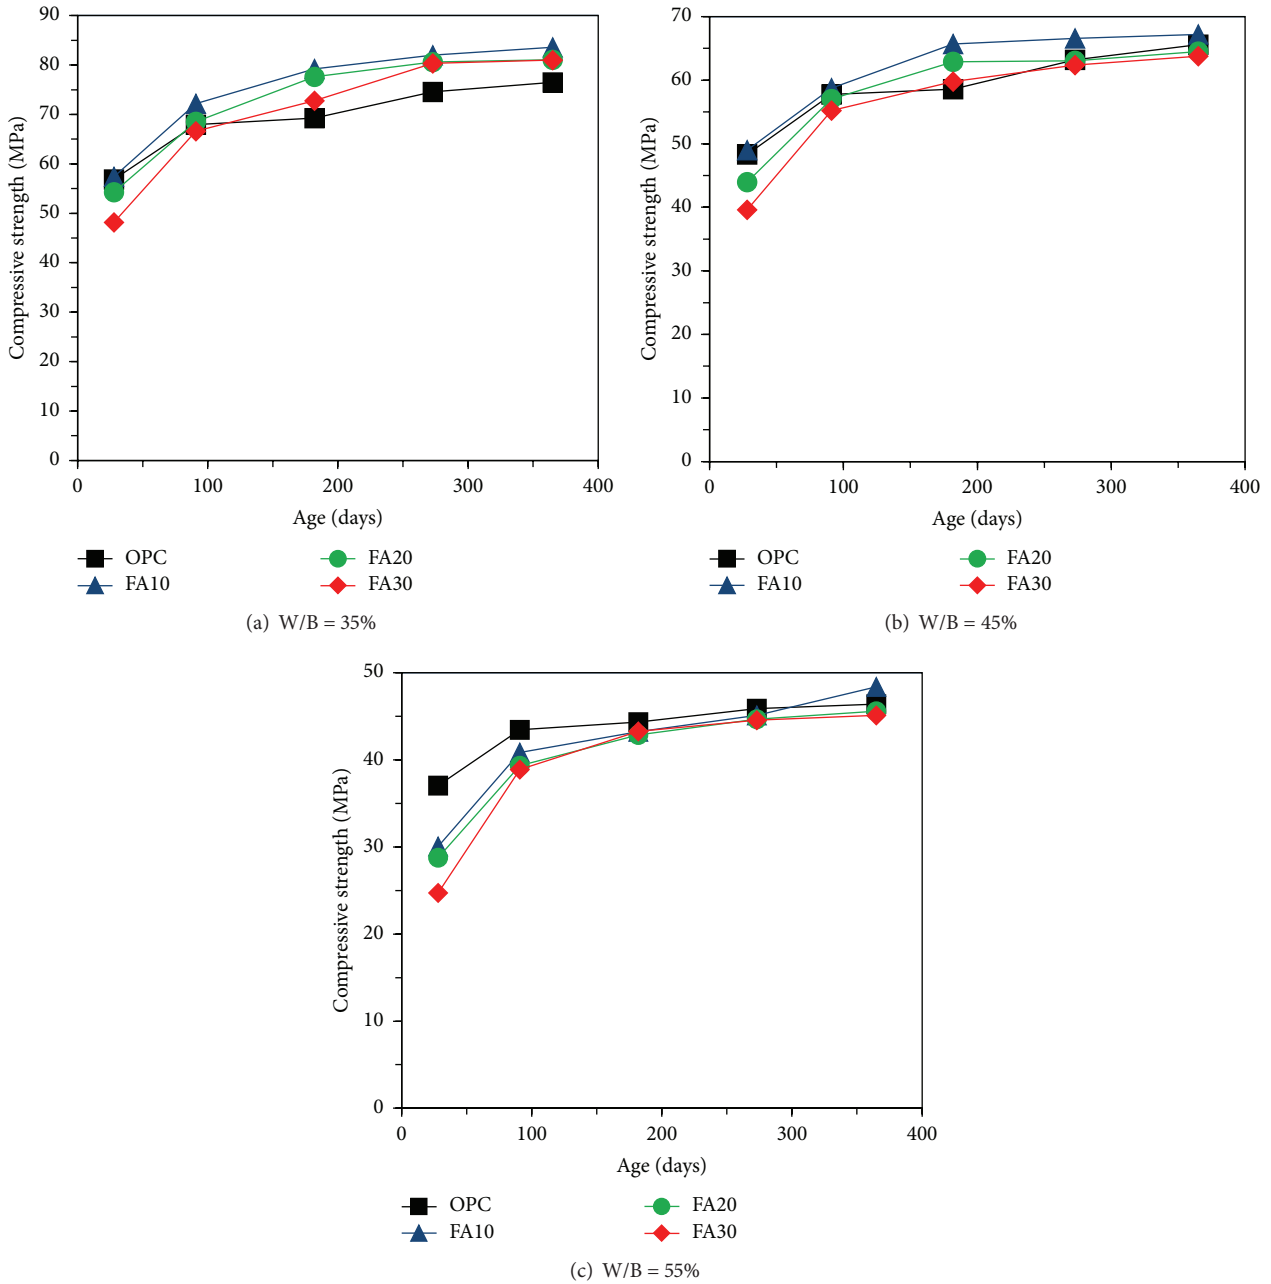 90
80
70
60
50
40
30
20
10
0
Compressive strength (MPa)
0 100 200 300 400
Age (days)
OPC FA20
FA10 FA30
(a) W/B = 35%
70
60
50
40
30
20
10
0
Compressive strength (MPa)
0 100 200 300 400
Age (days)
OPC FA20
FA10 FA30
(b) W/B = 45%
50
40
30
20
10
0
Compressive strength (MPa)
0 100 200 300 400
Age (days)
OPC FA20
FA10 FA30
(c) W/B = 55%